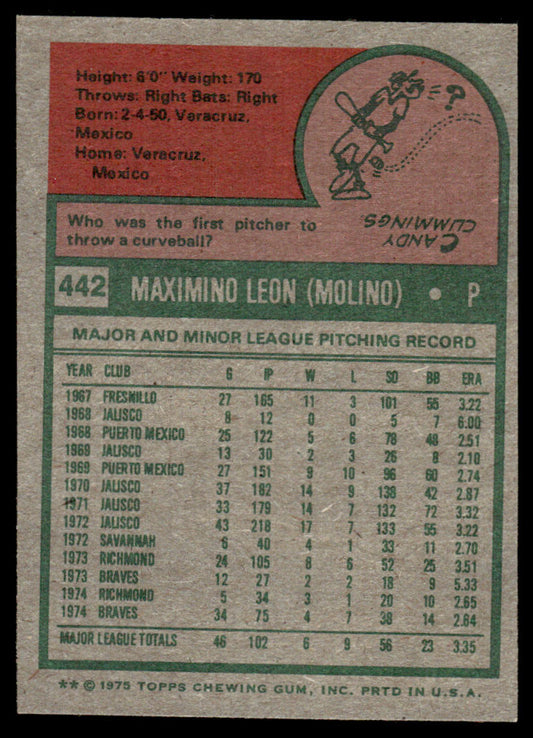 Height: 6'0" Weight: 170
Throws: Right Bats: Right
Born: 2-4-50, Veracruz,
Mexico
Home: Veracruz,
Mexico
?
CANDY
CUMMINGS
Who was the first pitcher to
throw a curveball?
442 MAXIMINO LEON (MOLINO) • P
MAJOR AND MINOR LEAGUE PITCHING RECORD
YEAR CLUB G IP W L SO BB ERA
1967 FRESNILLO 27 165 11 3 101 55 3.22
1968 JALISCO 8 12 0 0 5 7 6.00
1968 PUERTO MEXICO 25 122 5 6 78 48 2.51
1969 JALISCO 13 30 2 3 26 8 2.10
1969 PUERTO MEXICO 27 151 9 10 96 60 2.74
1970 JALISCO 37 182 14 9 138 42 2.87
1971 JALISCO 33 179 14 7 132 72 3.32
1972 JALISCO 43 218 17 7 133 55 3.22
1972 SAVANNAH 6 40 4 1 33 11 2.70
1973 RICHMOND 24 105 8 6 52 25 3.51
1973 BRAVES 12 27 2 2 18 9 5.33
1974 RICHMOND 5 34 3 1 20 10 2.65
1974 BRAVES 34 75 4 7 38 14 2.64
MAJOR LEAGUE TOTALS 46 102 6 9 56 23 3.35
** © 1975 TOPPS CHEWING GUM, INC. PRTD IN U.S.A.